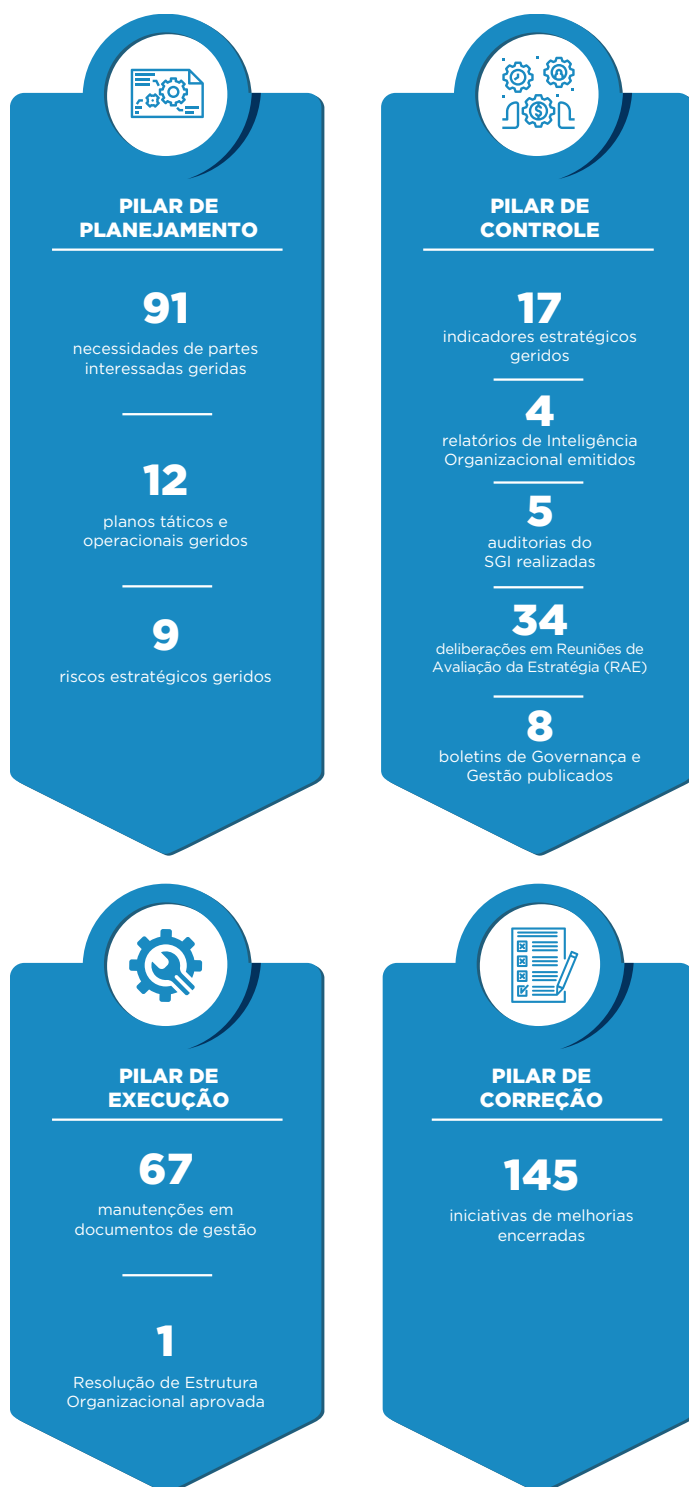 PILAR DE
PLANEJAMENTO
91
necessidades de partes
interessadas geridas
12
planos táticos e
operacionais geridos
9
riscos estratégicos geridos
PILAR DE
CONTROLE
17
indicadores estratégicos
geridos
4
relatórios de Inteligência
Organizacional emitidos
5
auditorias do
SGI realizadas
34
deliberações em Reuniões de
Avaliação da Estratégia (RAE)
8
boletins de Governança e
Gestão publicados
PILAR DE
EXECUÇÃO
67
manutenções em
documentos de gestão
1
Resolução de Estrutura
Organizacional aprovada
PILAR DE
CORREÇÃO
145
iniciativas de melhorias
encerradas